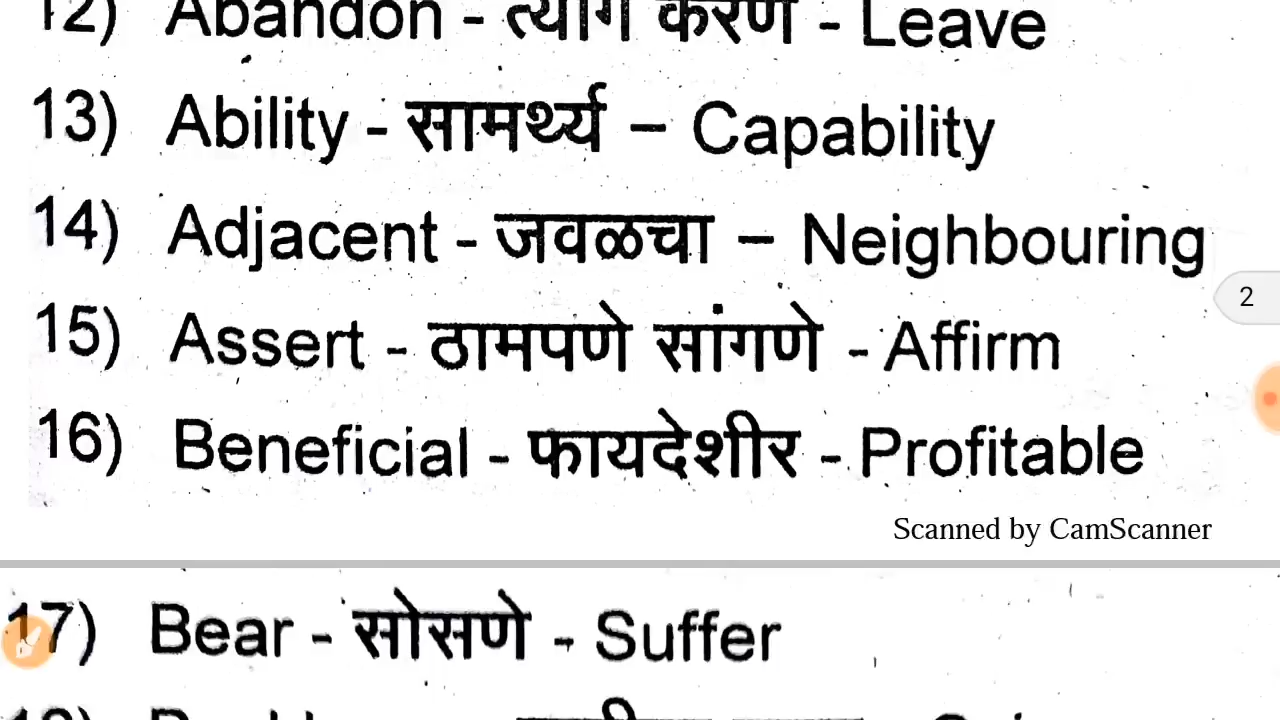 12) Abandon - त्याग करणे - Leave
13) Ability - सामर्थ्य – Capability
14) Adjacent - जवळचा – Neighbouring
2
15) Assert - ठामपणे सांगणे - Affirm
16) Beneficial - फायदेशीर - Profitable
Scanned by CamScanner
17) Bear - सोसणे - Suffer